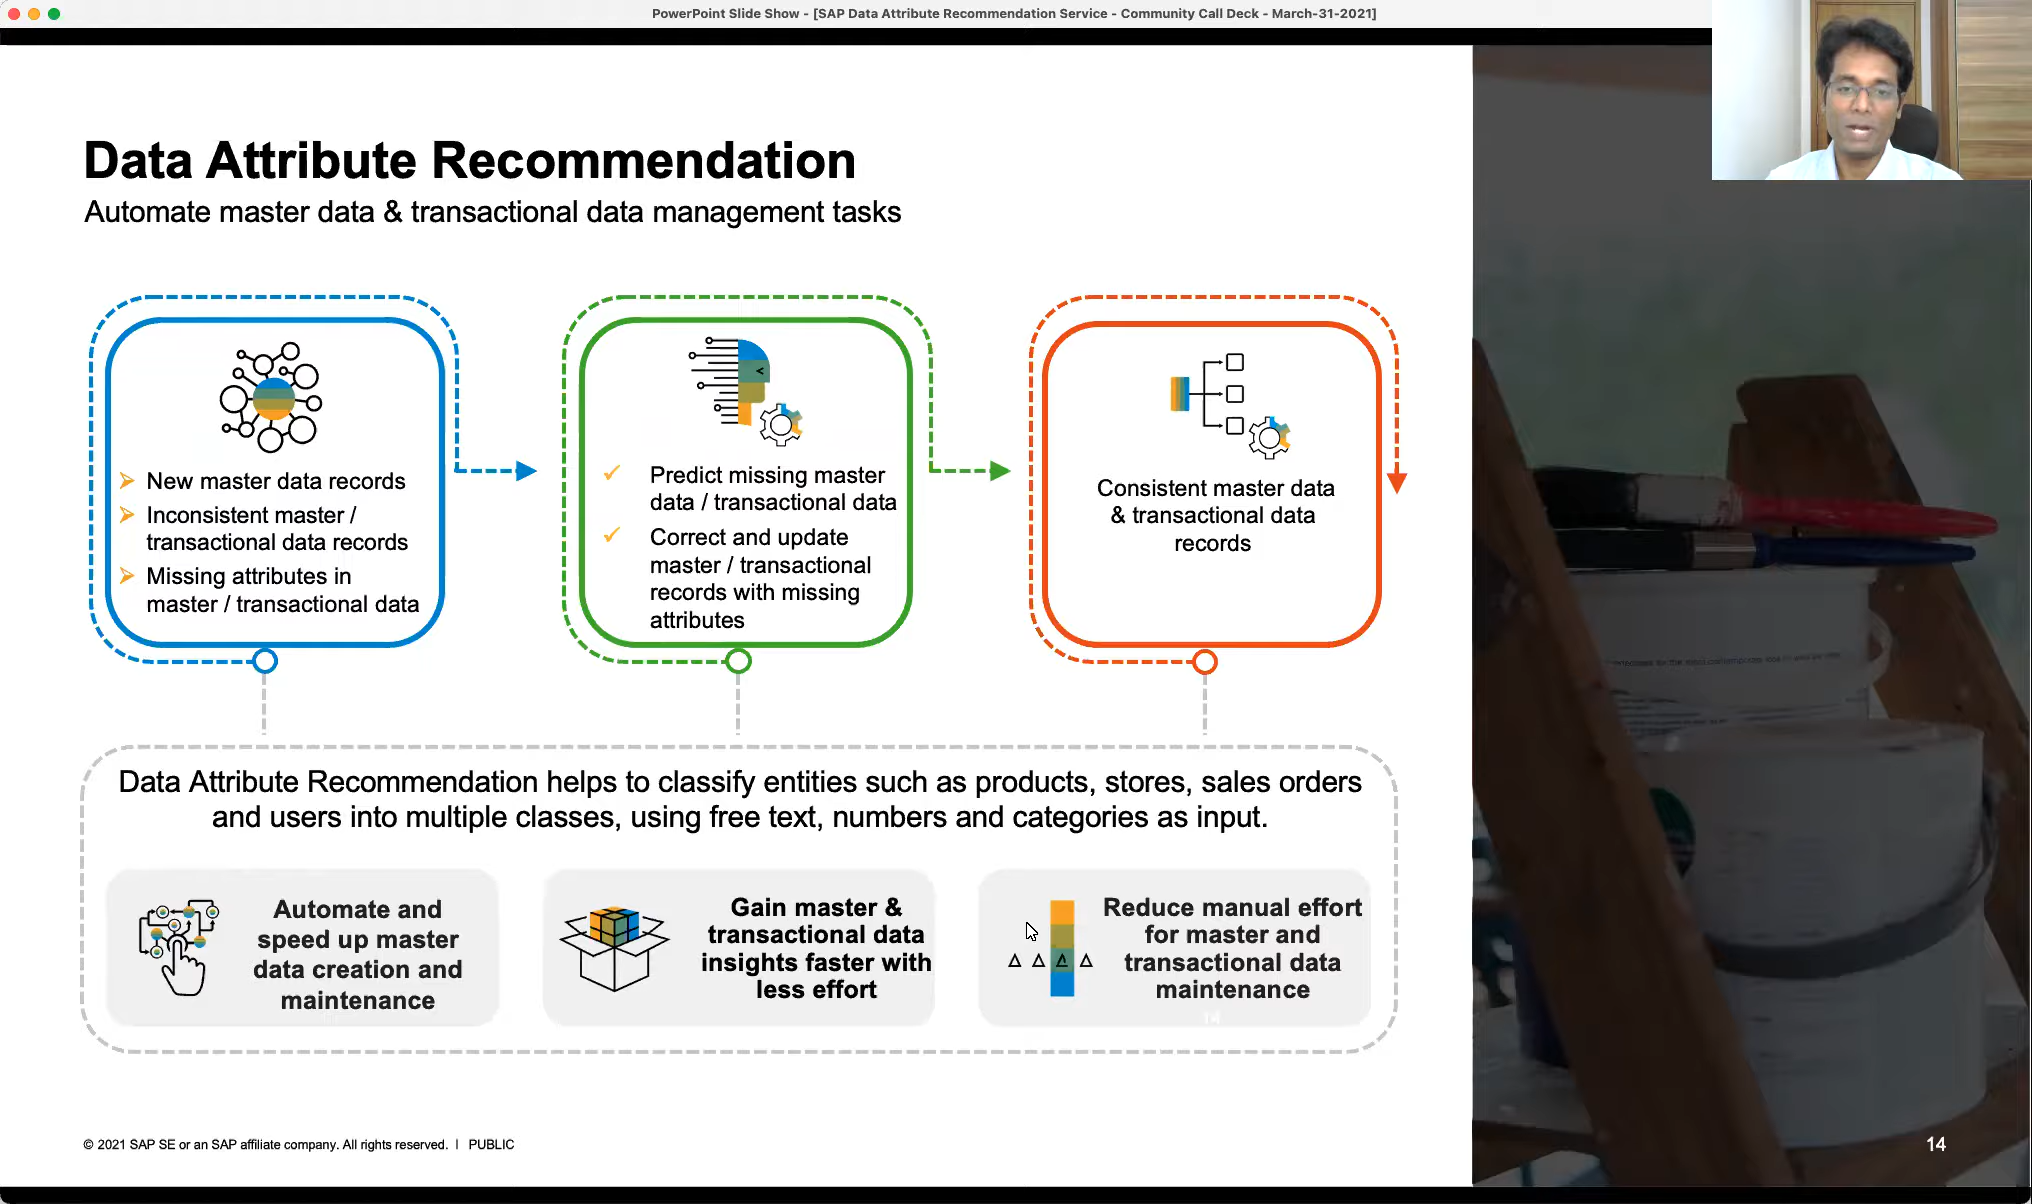 PowerPoint Slide Show - [SAP Data Attribute Recommendation Service - Community Call Deck - March-31-2021]
Data Attribute Recommendation
Automate master data & transactional data management tasks
New master data records
Inconsistent master /
transactional data records
Missing attributes in
master / transactional data
Predict missing master
data / transactional data
Correct and update
master / transactional
records with missing
attributes
Consistent master data
& transactional data
records
Data Attribute Recommendation helps to classify entities such as products, stores, sales orders
and users into multiple classes, using free text, numbers and categories as input.
Automate and
speed up master
data creation and
maintenance
Gain master &
transactional data
insights faster with
less effort
Reduce manual effort
for master and
transactional data
maintenance
14
© 2021 SAP SE or an SAP affiliate company. All rights reserved. | PUBLIC
14